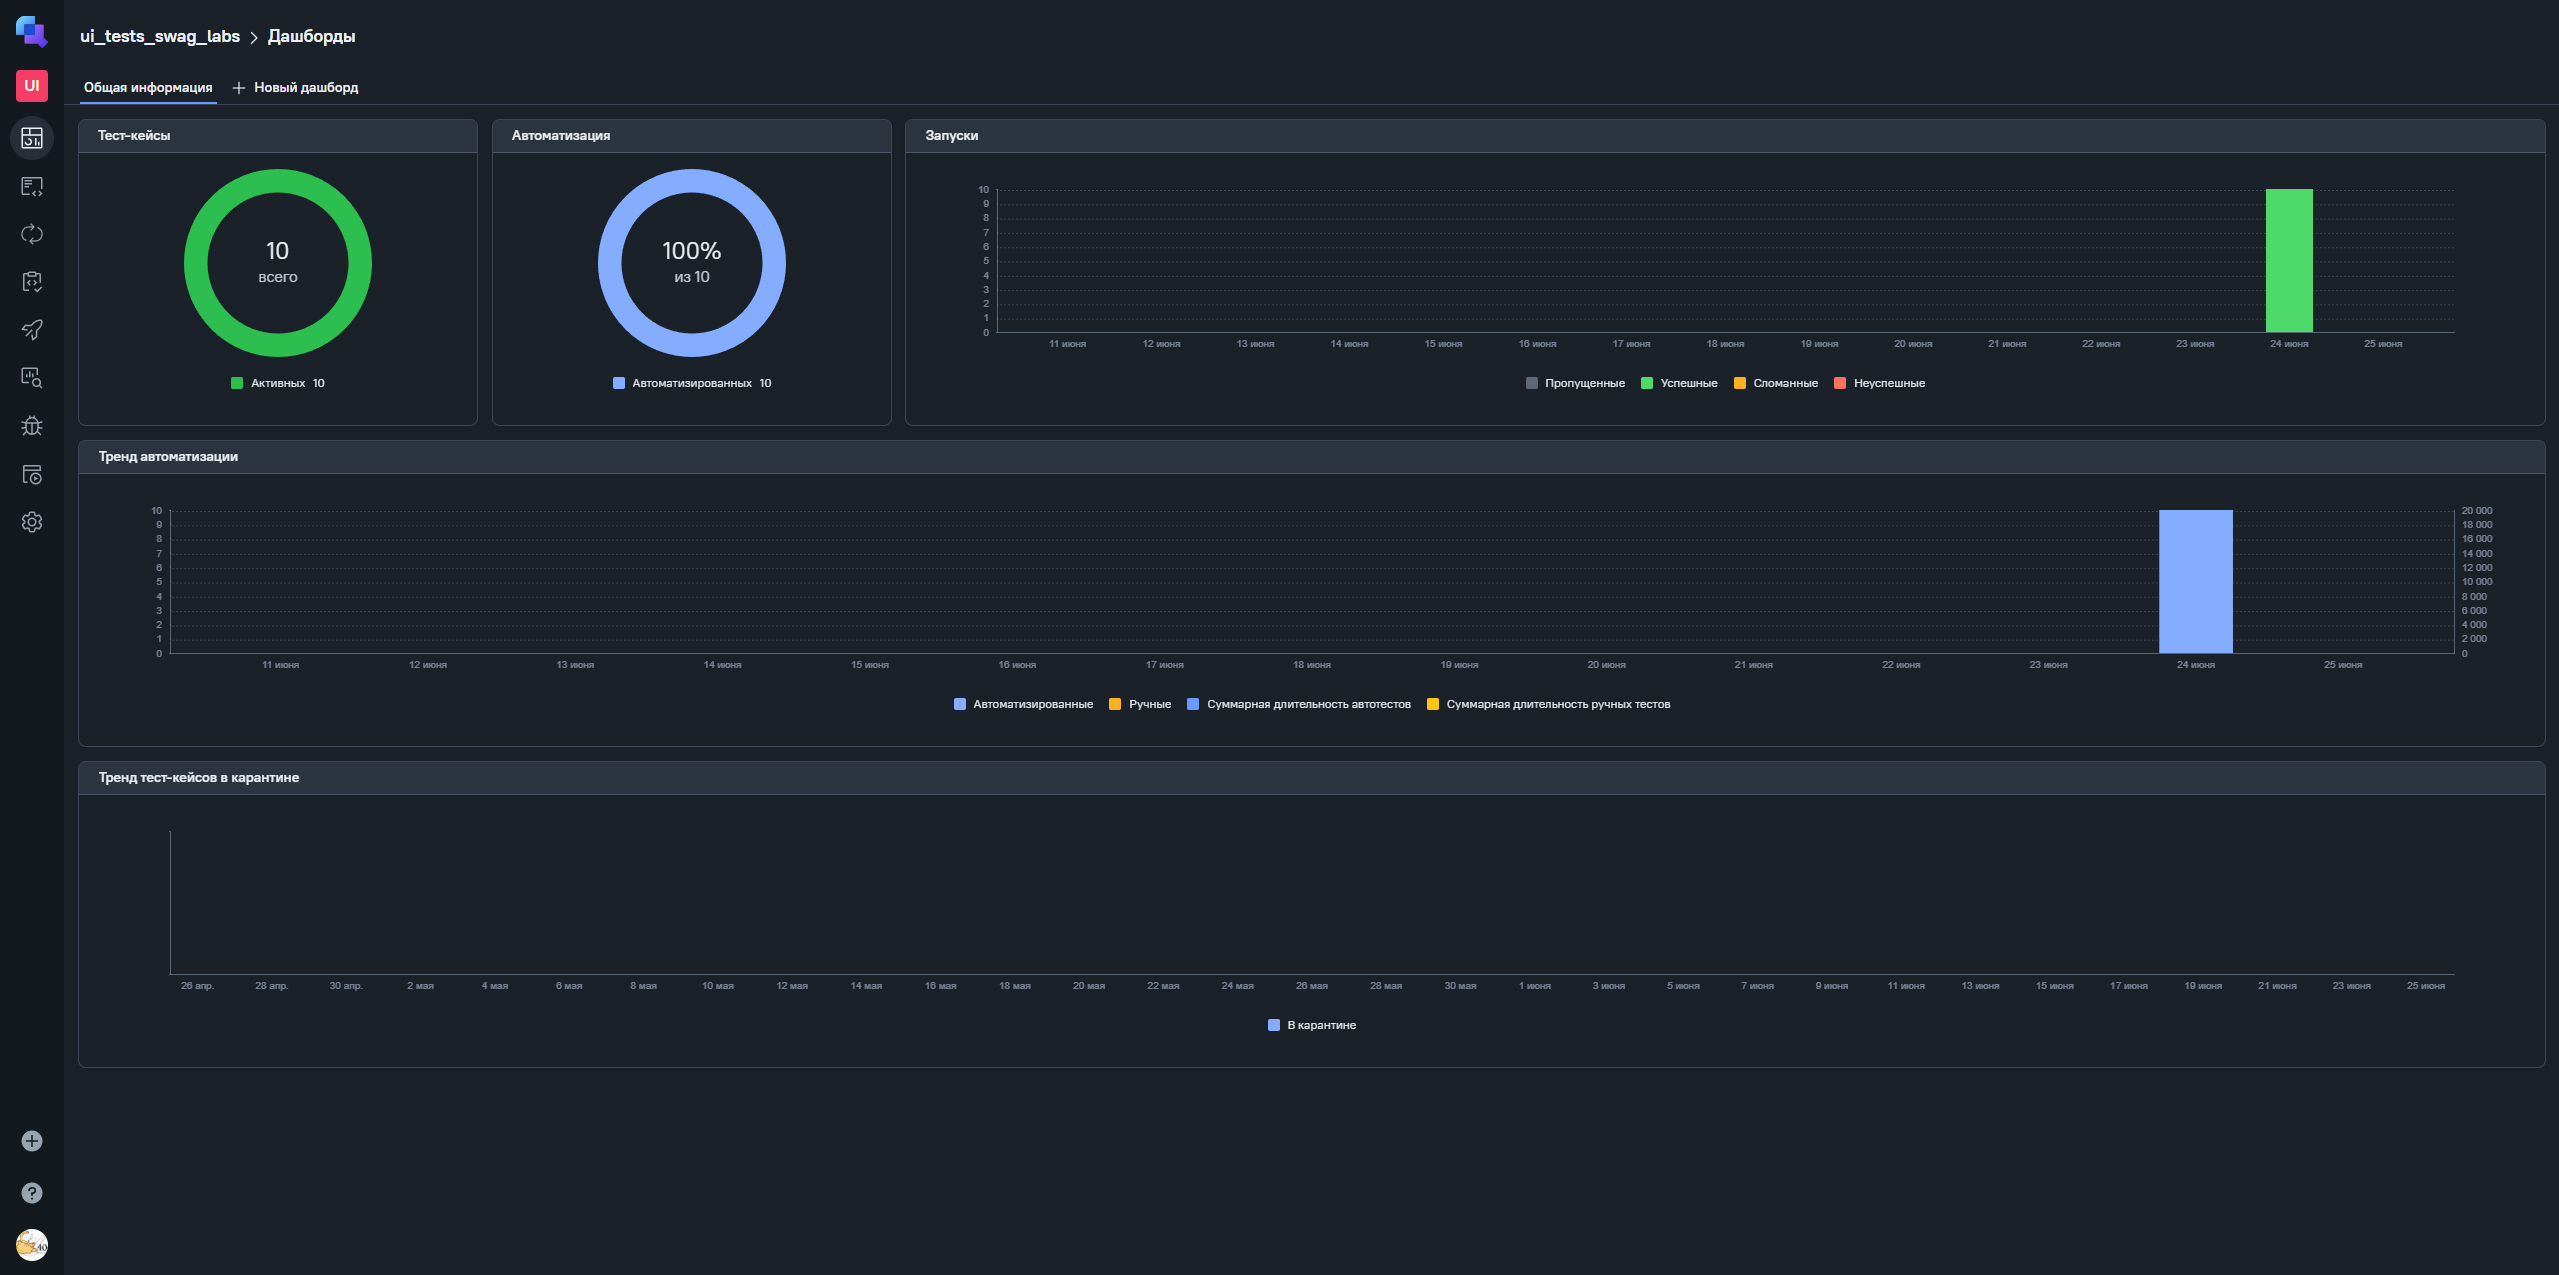 ui_tests_swag_labs > Дашборды
UI
Общая информация + Новый дашборд
Тест-кейсы
10
всего
Активных 10
Автоматизация
100%
из 10
Автоматизированных 10
Запуски
10
9
8
7
6
5
4
3
2
1
0
11 июня 12 июня 13 июня 14 июня 15 июня 16 июня 17 июня 18 июня 19 июня 20 июня 21 июня 22 июня 23 июня 24 июня 25 июня
Пропущенные Успешные Сломанные Неуспешные
Тренд автоматизации
10 20 000
9 18 000
8 16 000
7 14 000
6 12 000
5 10 000
4 8 000
3 6 000
2 4 000
1 2 000
0 0
11 июня 12 июня 13 июня 14 июня 15 июня 16 июня 17 июня 18 июня 19 июня 20 июня 21 июня 22 июня 23 июня 24 июня 25 июня
Автоматизированные Ручные Суммарная длительность автотестов Суммарная длительность ручных тестов
Тренд тест-кейсов в карантине
26 апр. 28 апр. 30 апр. 2 мая 4 мая 6 мая 8 мая 10 мая 12 мая 14 мая 16 мая 18 мая 20 мая 22 мая 24 мая 26 мая 28 мая 30 мая 1 июня 3 июня 5 июня 7 июня 9 июня 11 июня 13 июня 15 июня 17 июня 19 июня 21 июня 23 июня 25 июня
В карантине